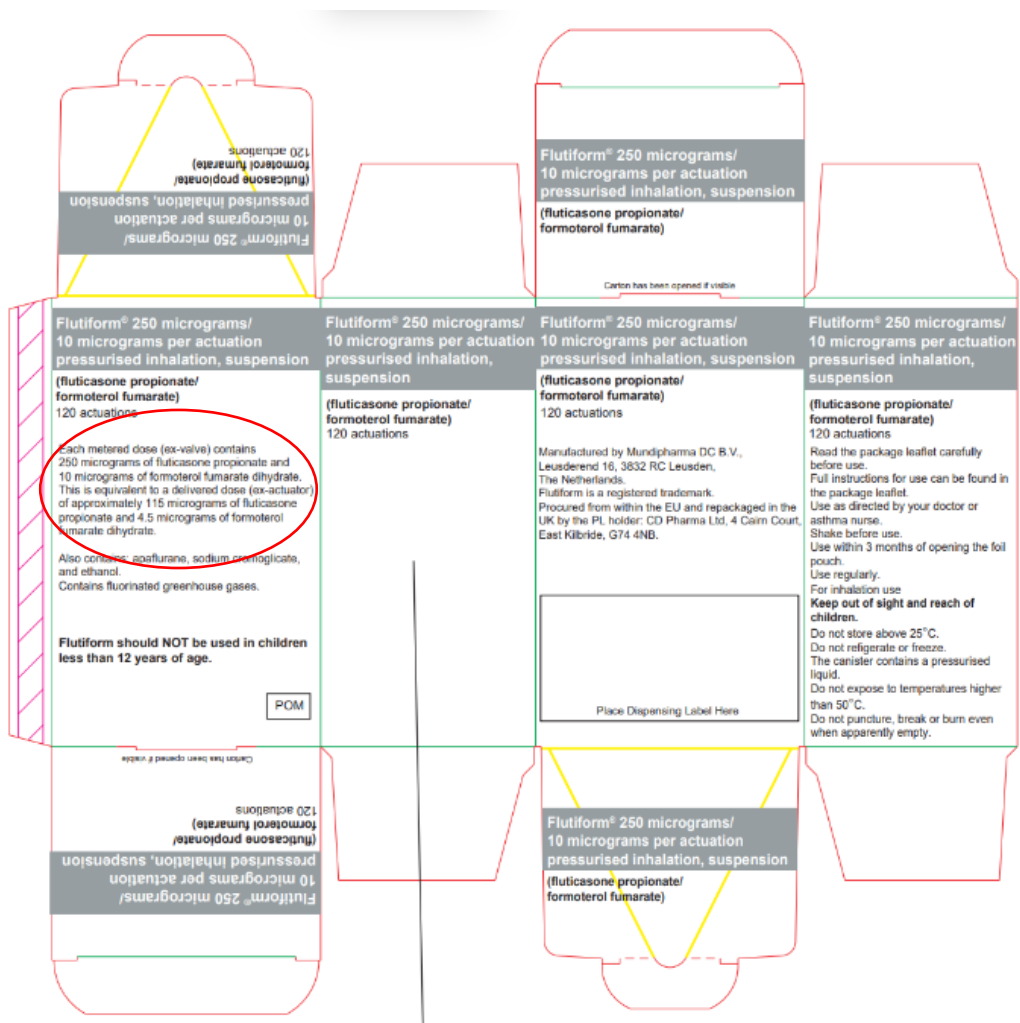 120 actuations
formoterol fumarate)
(fluticasone propionate/
pressurised inhalation, suspension
10 micrograms per actuation
Flutiform® 250 micrograms/
Flutiform® 250 micrograms/
10 micrograms per actuation
pressurised inhalation, suspension
(fluticasone propionate/
formoterol fumarate)
Carton has been opened if visible
Flutiform® 250 micrograms/
10 micrograms per actuation
pressurised inhalation, suspension
(fluticasone propionate/
formoterol fumarate)
120 actuations
Each metered dose (ex-valve) contains
250 micrograms of fluticasone propionate and
10 micrograms of formoterol fumarate dihydrate.
This is equivalent to a delivered dose (ex-actuator)
of approximately 115 micrograms of fluticasone
propionate and 4.5 micrograms of formoterol
fumarate dihydrate.
Also contains: apaflurane, sodium cromoglicate,
and ethanol.
Contains fluorinated greenhouse gases.
Flutiform should NOT be used in children
less than 12 years of age.
POM
Flutiform® 250 micrograms/
10 micrograms per actuation
pressurised inhalation,
suspension
(fluticasone propionate/
formoterol fumarate)
120 actuations
Flutiform® 250 micrograms/
10 micrograms per actuation
pressurised inhalation, suspension
(fluticasone propionate/
formoterol fumarate)
120 actuations
Manufactured by Mundipharma DC B.V.,
Leusderend 16, 3832 RC Leusden,
The Netherlands.
Flutiform is a registered trademark.
Procured from within the EU and repackaged in the
UK by the PL holder: CD Pharma Ltd, 4 Cairn Court,
East Kilbride, G74 4NB.
Place Dispensing Label Here
Flutiform® 250 micrograms/
10 micrograms per actuation
pressurised inhalation,
suspension
(fluticasone propionate/
formoterol fumarate)
120 actuations
Read the package leaflet carefully
before use.
Full instructions for use can be found in
the package leaflet.
Use as directed by your doctor or
asthma nurse.
Shake before use.
Use within 3 months of opening the foil
pouch.
Use regularly.
For inhalation use
Keep out of sight and reach of
children.
Do not store above 25°C.
Do not refigerate or freeze.
The canister contains a pressurised
liquid.
Do not expose to temperatures higher
than 50°C.
Do not puncture, break or burn even
when apparently empty.
Carton has been opened if visible
120 actuations
formoterol fumarate)
(fluticasone propionate/
pressurised inhalation, suspension
10 micrograms per actuation
Flutiform® 250 micrograms/
Flutiform® 250 micrograms/
10 micrograms per actuation
pressurised inhalation, suspension
(fluticasone propionate/
formoterol fumarate)